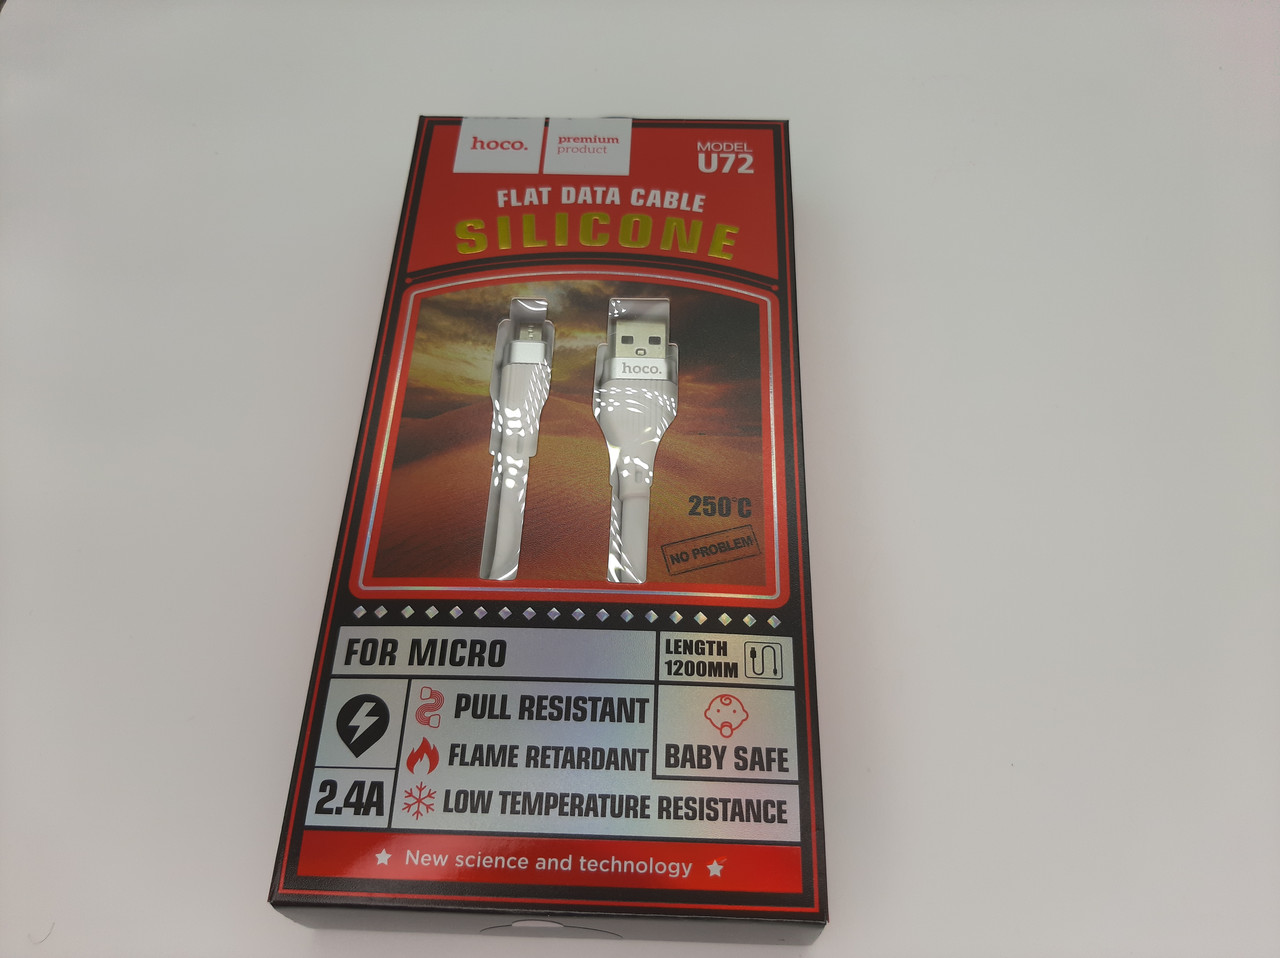 hoco.
premium
product
MODEL
U72
FLAT DATA CABLE
SILICONE
hoco.
250°C
NO PROBLEM
FOR MICRO
LENGTH
1200MM
PULL RESISTANT
FLAME RETARDANT
BABY SAFE
2.4A
LOW TEMPERATURE RESISTANCE
New science and technology